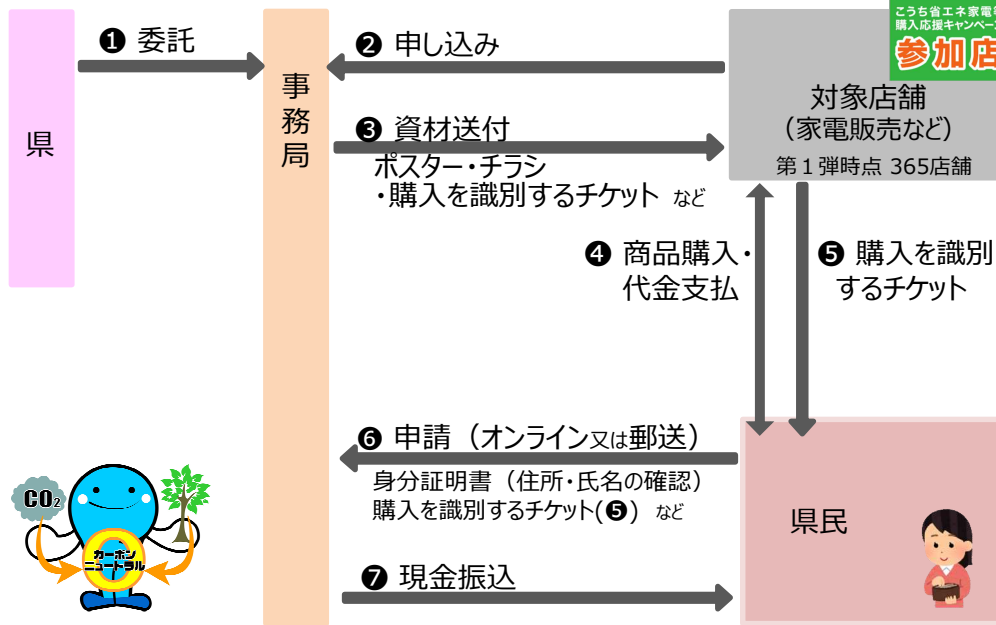 県
❶ 委託
事務局
❷ 申し込み
こうち省エネ家電等
購入応援キャンペーン
参加店
対象店舗
（家電販売など）
第１弾時点 365店舗
❸ 資材送付
ポスター・チラシ
・購入を識別するチケット など
❹ 商品購入・
代金支払
❺ 購入を識別
するチケット
❻ 申請（オンライン又は郵送）
身分証明書（住所・氏名の確認）
購入を識別するチケット(❺) など
県民
❼ 現金振込
CO2
カーボン
ニュートラル